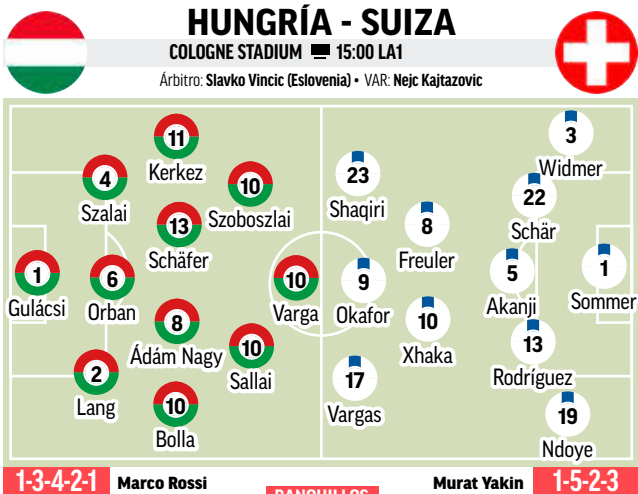 HUNGRÍA - SUIZA
COLOGNE STADIUM 15:00 LA1
Árbitro: Slavko Vincic (Eslovenia) • VAR: Nejc Kajtazovic
11
Kerkez
4
Szalai
10
Szoboszlai
13
Schäfer
1
Gulácsi
6
Orban
10
Varga
8
Ádám Nagy
10
Sallai
2
Lang
10
Bolla
3
Widmer
23
Shaqiri
22
Schär
8
Freuler
9
Okafor
5
Akanji
1
Sommer
10
Xhaka
13
Rodríguez
17
Vargas
19
Ndoye
1-3-4-2-1 Marco Rossi
Murat Yakin 1-5-2-3
BANQUILLOS